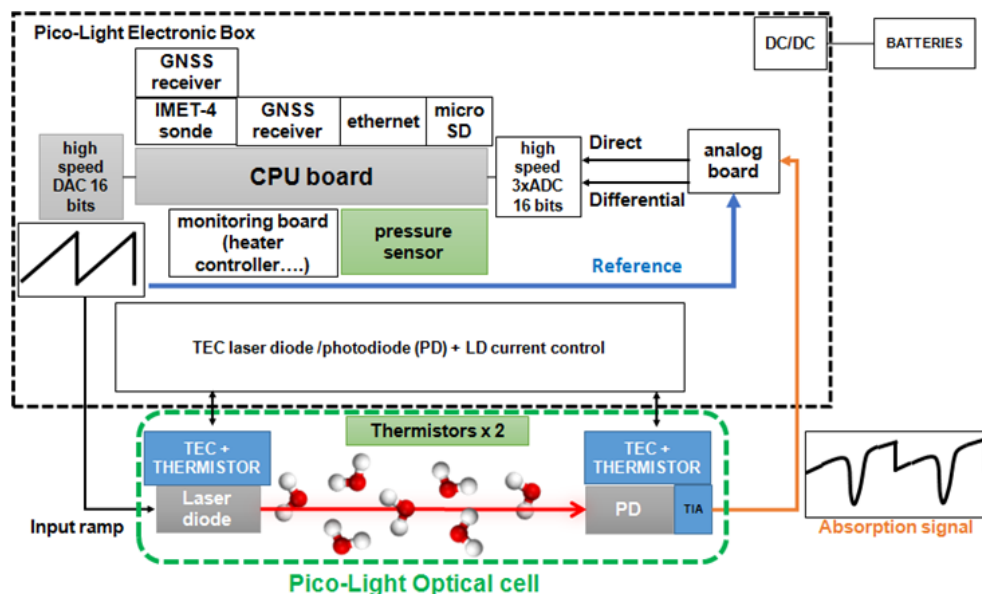 Pico-Light Electronic Box
DC/DC
BATTERIES
GNSS
receiver
IMET-4
sonde
GNSS
receiver
ethernet
micro
SD
high
speed
DAC 16
bits
CPU board
high
speed
3xADC
16 bits
Direct
Differential
analog
board
monitoring board
(heater
controller....)
pressure
sensor
Reference
TEC laser diode /photodiode (PD) + LD current control
Thermistors x 2
TEC +
THERMISTOR
TEC +
THERMISTOR
Laser
diode
PD
TIA
Input ramp
Absorption signal
Pico-Light Optical cell